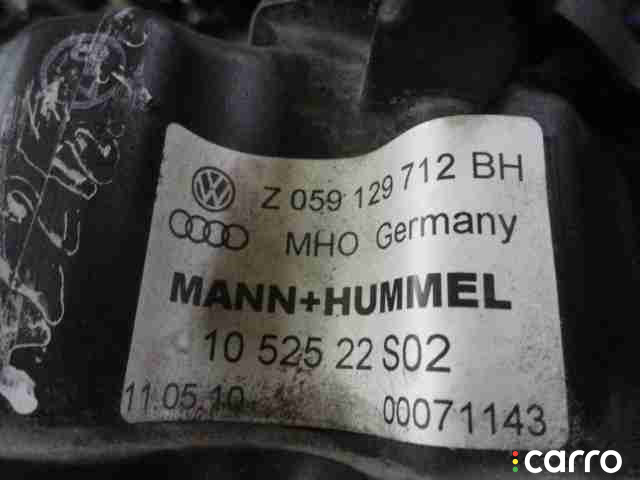 Z 059 129 712 BH
MHO Germany
MANN+HUMMEL
10 525 22 S02
11.05.10
00071143
carro